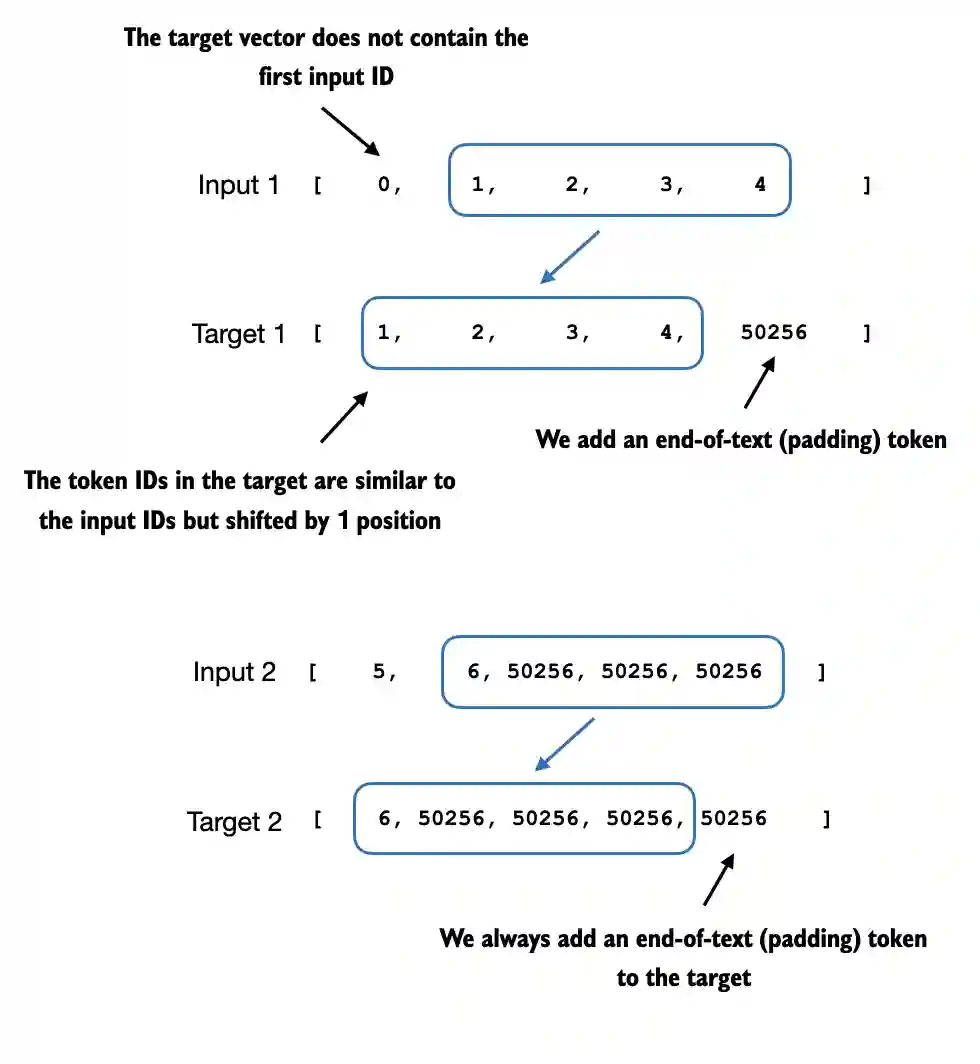 The target vector does not contain the
first input ID
Input 1 [ 0, 1, 2, 3, 4 ]
Target 1 [ 1, 2, 3, 4, 50256 ]
We add an end-of-text (padding) token
The token IDs in the target are similar to
the input IDs but shifted by 1 position
Input 2 [ 5, 6, 50256, 50256, 50256 ]
Target 2 [ 6, 50256, 50256, 50256, 50256 ]
We always add an end-of-text (padding) token
to the target